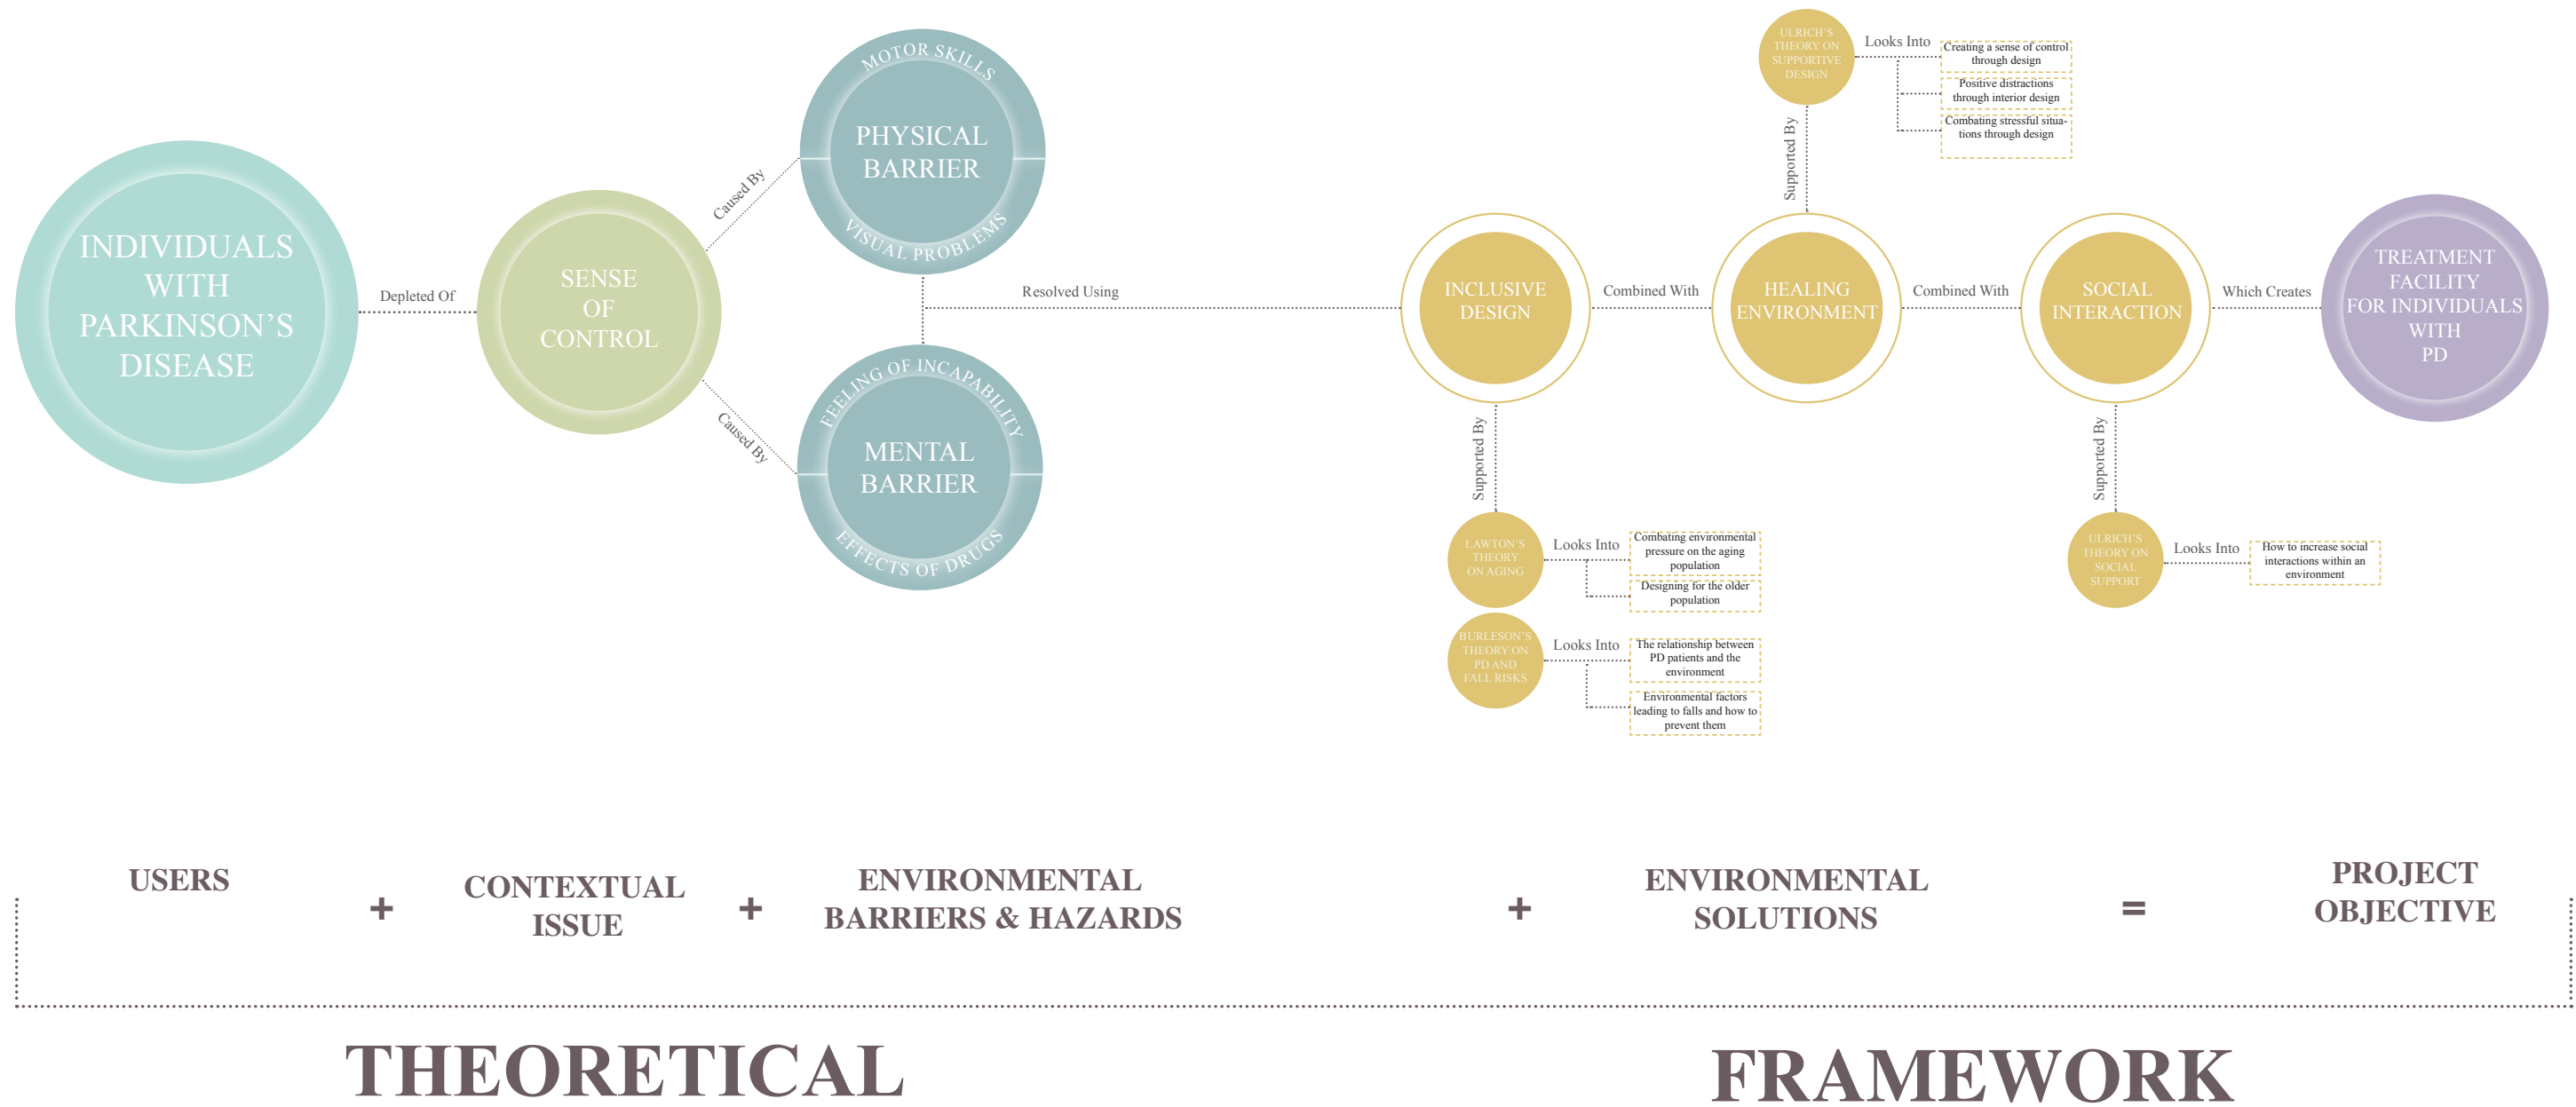 INDIVIDUALS
WITH
PARKINSON'S
DISEASE
Depleted Of
SENSE
OF
CONTROL
Caused By
Caused By
MOTOR SKILLS
PHYSICAL
BARRIER
VISUAL PROBLEMS
FEELING OF INCAPABILITY
MENTAL
BARRIER
EFFECTS OF DRUGS
Resolved Using
INCLUSIVE
DESIGN
Combined With
HEALING
ENVIRONMENT
Combined With
SOCIAL
INTERACTION
Which Creates
TREATMENT
FACILITY
FOR INDIVIDUALS
WITH
PD
Supported By
ULRICH'S
THEORY ON
SUPPORTIVE
DESIGN
Looks Into
Creating a sense of control
through design
Positive distractions
through interior design
Combating stressful situa-
tions through design
Supported By
LAWTON'S
THEORY
ON AGING
Looks Into
Combating environmental
pressure on the aging
population
Designing for the older
population
BURLESON'S
THEORY ON
PD AND
FALL RISKS
Looks Into
The relationship between
PD patients and the
environment
Environmental factors
leading to falls and how to
prevent them
Supported By
ULRICH'S
THEORY ON
SOCIAL
SUPPORT
Looks Into
How to increase social
interactions within an
environment
USERS
+
CONTEXTUAL
ISSUE
+
ENVIRONMENTAL
BARRIERS & HAZARDS
+
ENVIRONMENTAL
SOLUTIONS
=
PROJECT
OBJECTIVE
THEORETICAL FRAMEWORK